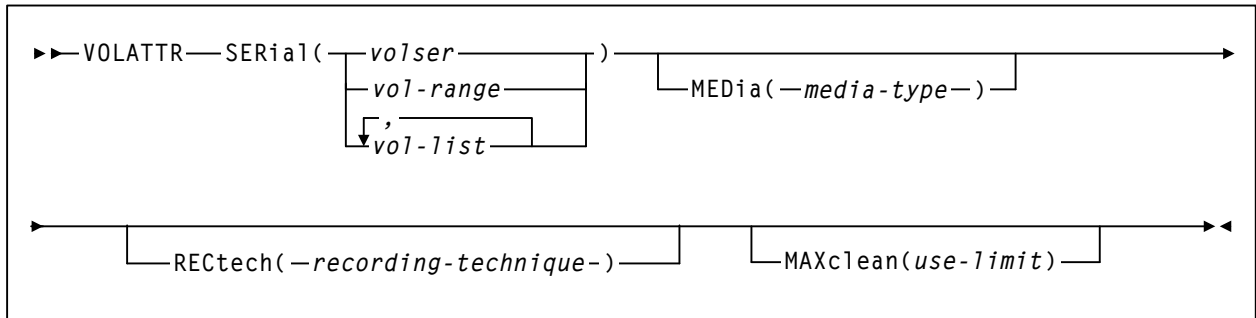 VOLATTR SERial( volser )
vol-range MEDia( media-type )
,
vol-list
RECtech( recording-technique ) MAXclean(use-limit)